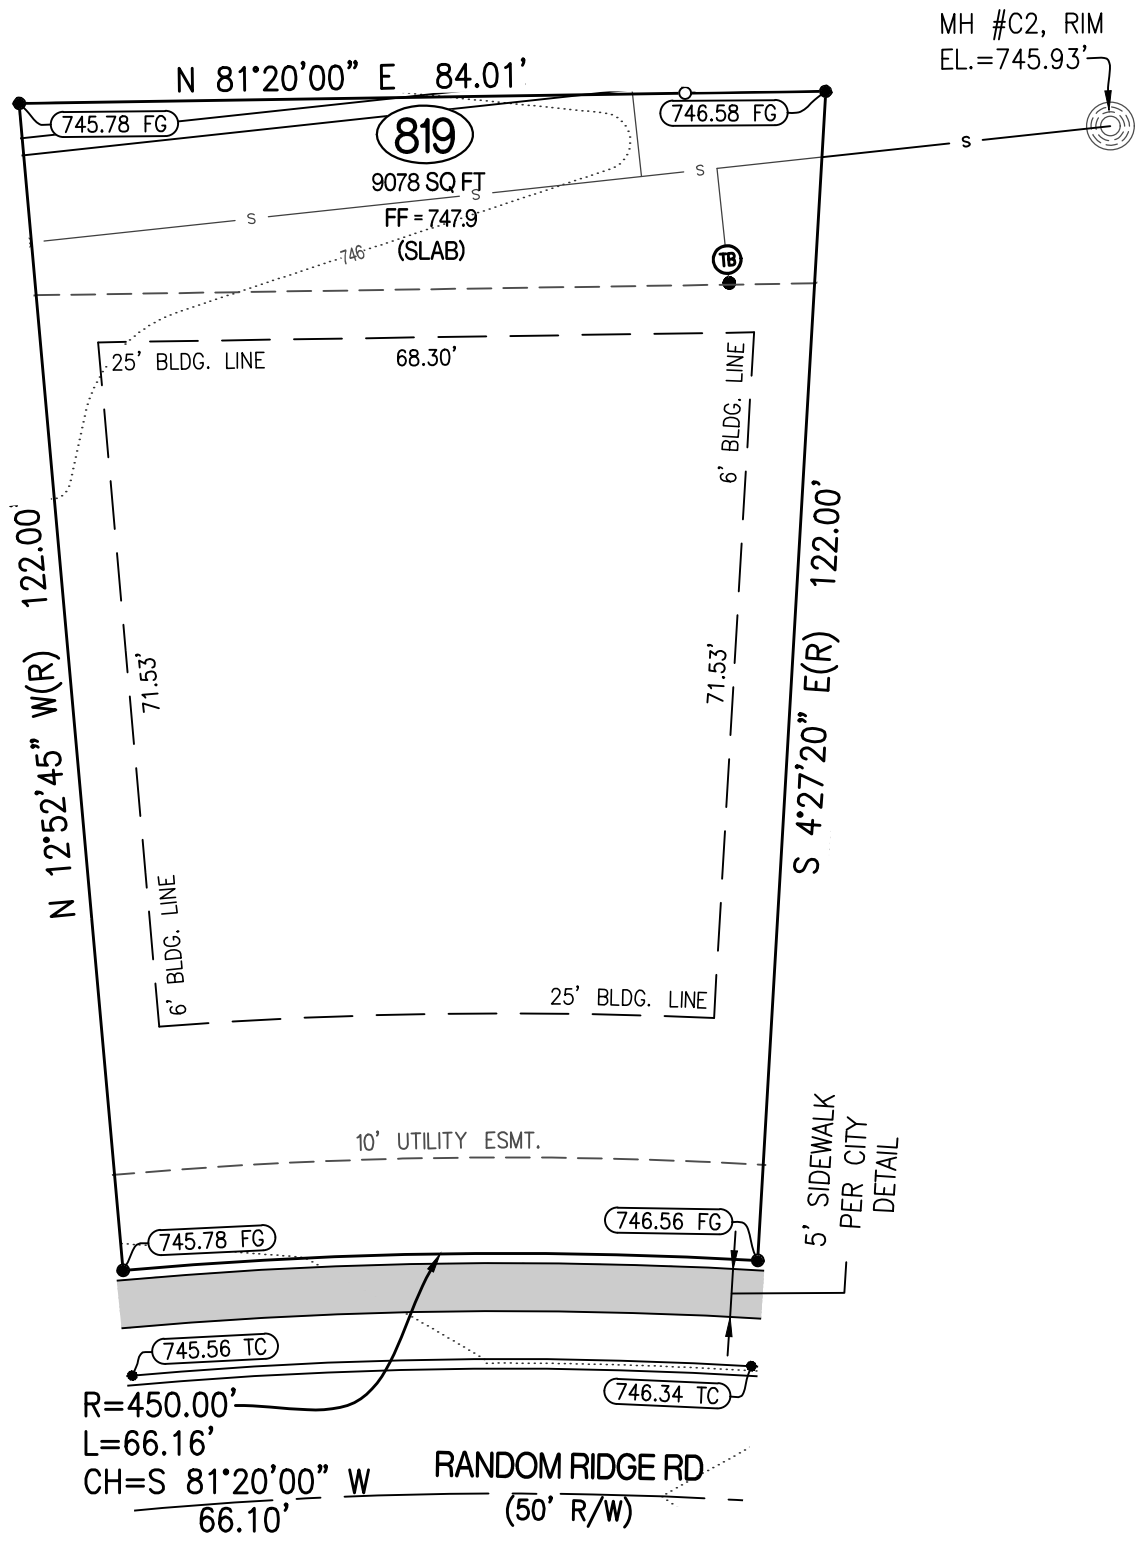 MH #C2, RIM
EL.=745.93'
N 81°20'00" E 84.01'
745.78 FG
746.58 FG
819
9078 SQ FT
S
S
S
S
FF = 747.9
(SLAB)
746
TB
25' BLDG. LINE
68.30'
6' BLDG. LINE
N 12°52'45" W(R) 122.00'
S 4°27'20" E(R) 122.00'
71.53'
71.53'
6' BLDG. LINE
25' BLDG. LINE
10' UTILITY ESMT.
5' SIDEWALK
PER CITY
DETAIL
745.78 FG
746.56 FG
745.56 TC
746.34 TC
R=450.00'
L=66.16'
CH=S 81°20'00" W
66.10'
RANDOM RIDGE RD
(50' R/W)